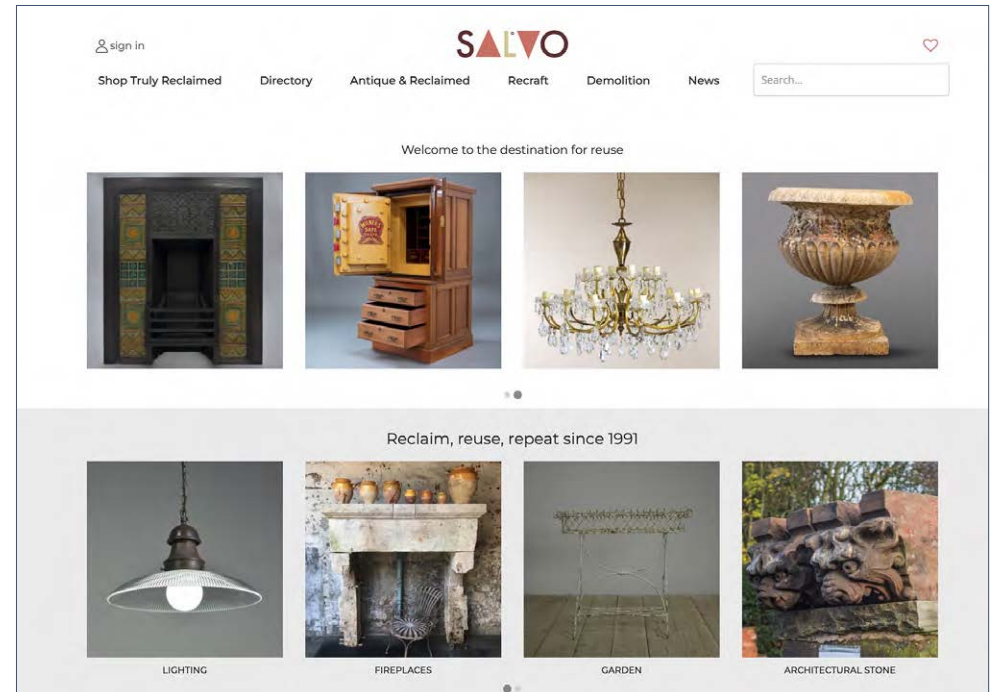 sign in
SALVO
Shop Truly Reclaimed Directory Antique & Reclaimed Recraft Demolition News Search...
Welcome to the destination for reuse
Reclaim, reuse, repeat since 1991
LIGHTING FIREPLACES GARDEN ARCHITECTURAL STONE